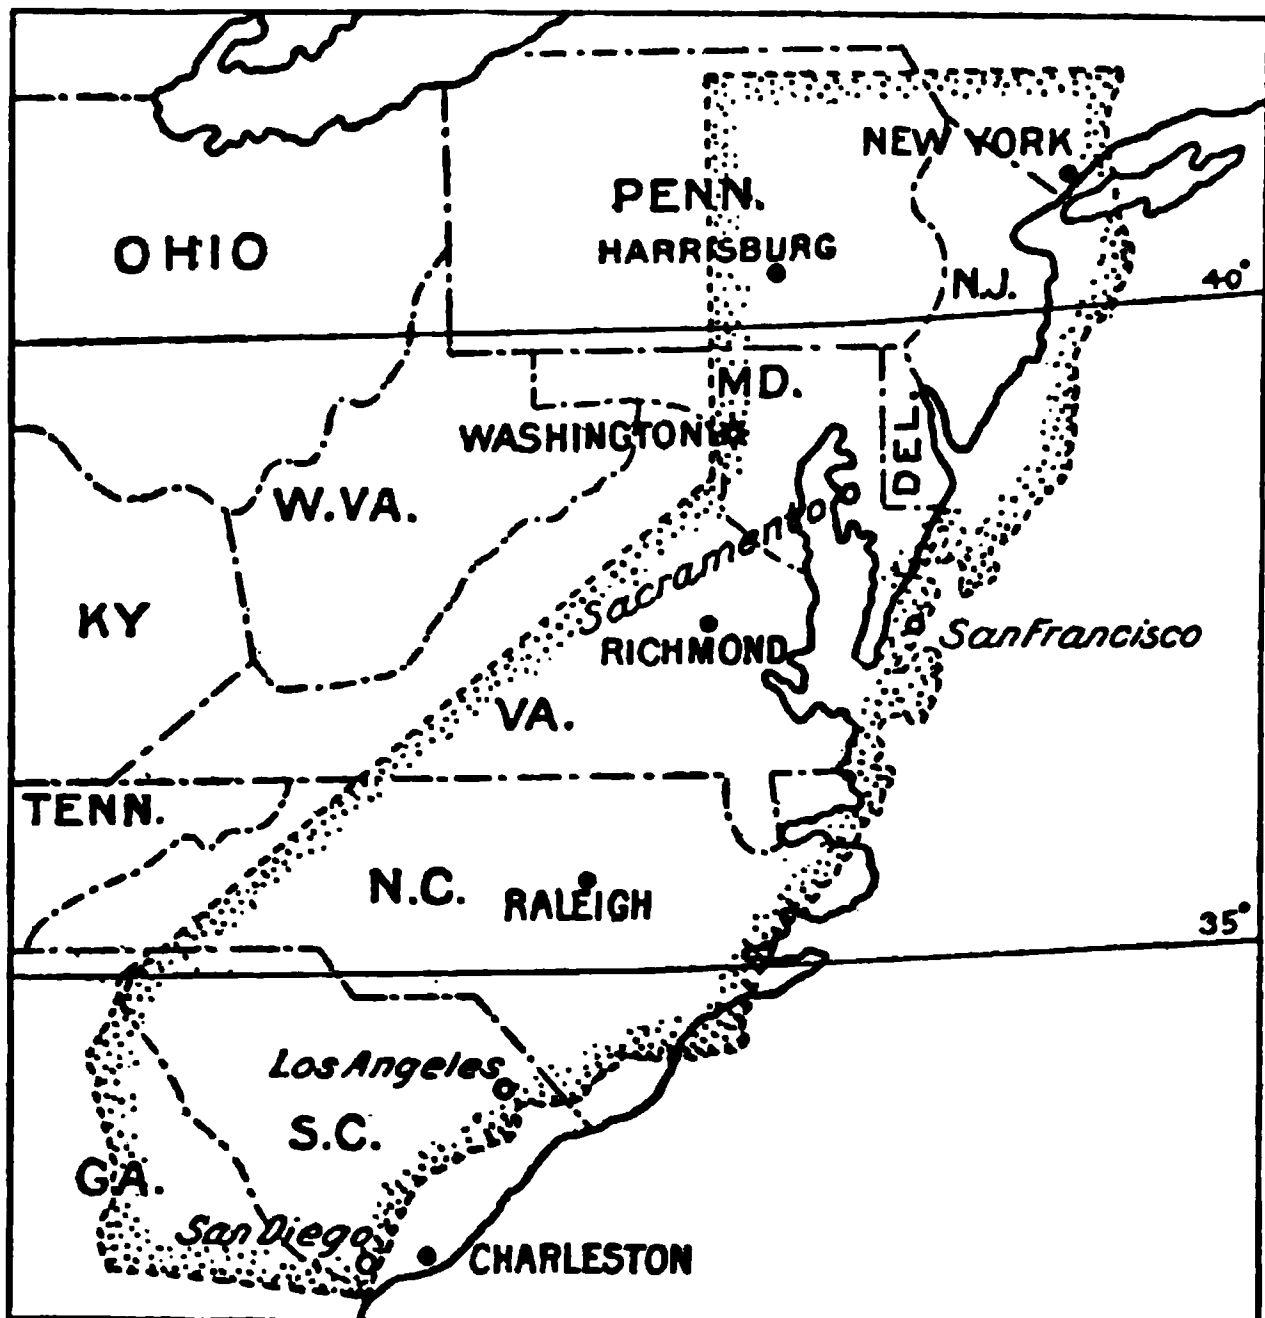 NEW YORK
PENN.
OHIO
HARRISBURG
N.J.
40°
MD.
WASHINGTON
DEL.
W.VA.
Sacramento
KY
RICHMOND
San Francisco
VA.
TENN.
N.C.
RALEIGH
35°
Los Angeles
S.C.
GA.
San Diego
CHARLESTON